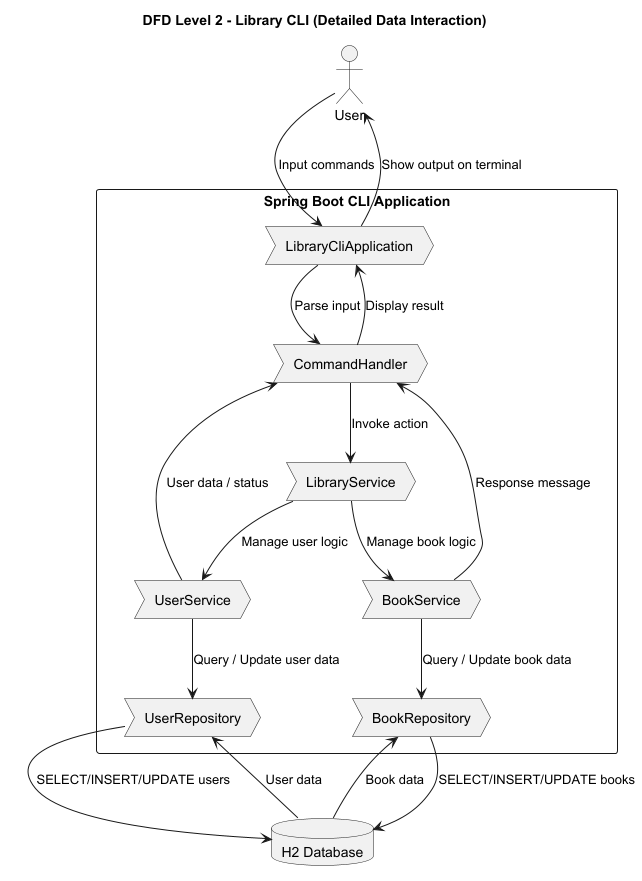 DFD Level 2 - Library CLI (Detailed Data Interaction)
User
Input commands
Show output on terminal
Spring Boot CLI Application
LibraryCliApplication
Parse input
Display result
CommandHandler
Invoke action
User data / status
LibraryService
Response message
Manage user logic
Manage book logic
UserService
BookService
Query / Update user data
Query / Update book data
UserRepository
BookRepository
SELECT/INSERT/UPDATE users
User data
Book data
SELECT/INSERT/UPDATE books
H2 Database